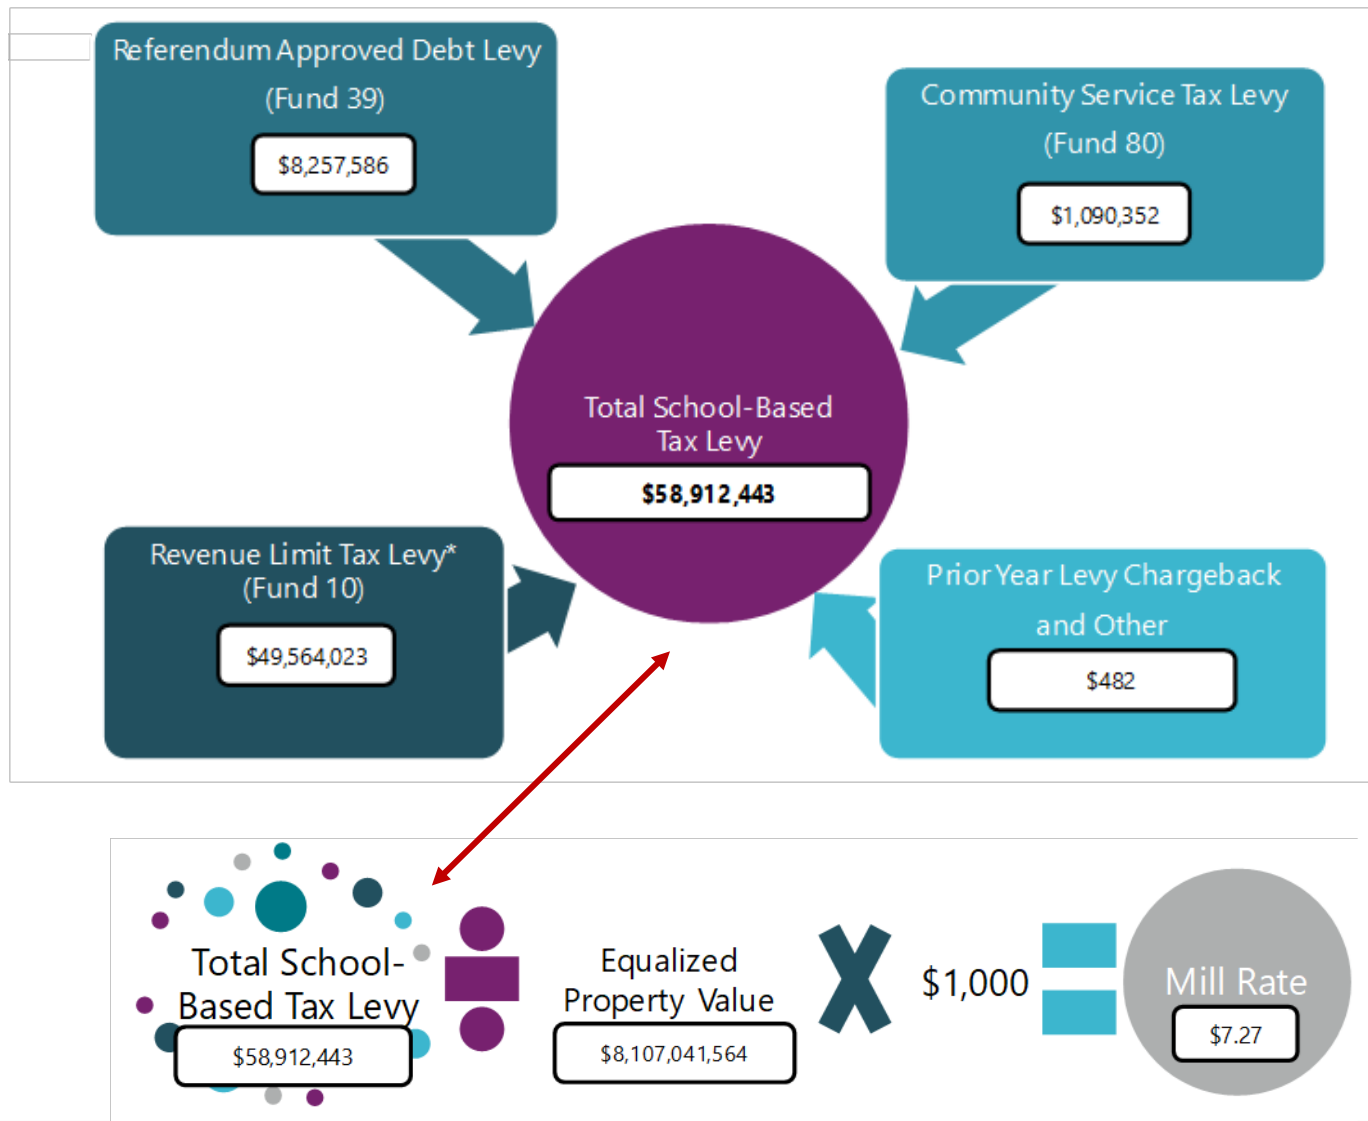 Referendum Approved Debt Levy
(Fund 39)
$8,257,586
Community Service Tax Levy
(Fund 80)
$1,090,352
Total School-Based
Tax Levy
$58,912,443
Revenue Limit Tax Levy*
(Fund 10)
$49,564,023
Prior Year Levy Chargeback
and Other
$482
Total School-
Based Tax Levy
$58,912,443
Equalized
Property Value
$8,107,041,564
$1,000
Mill Rate
$7.27